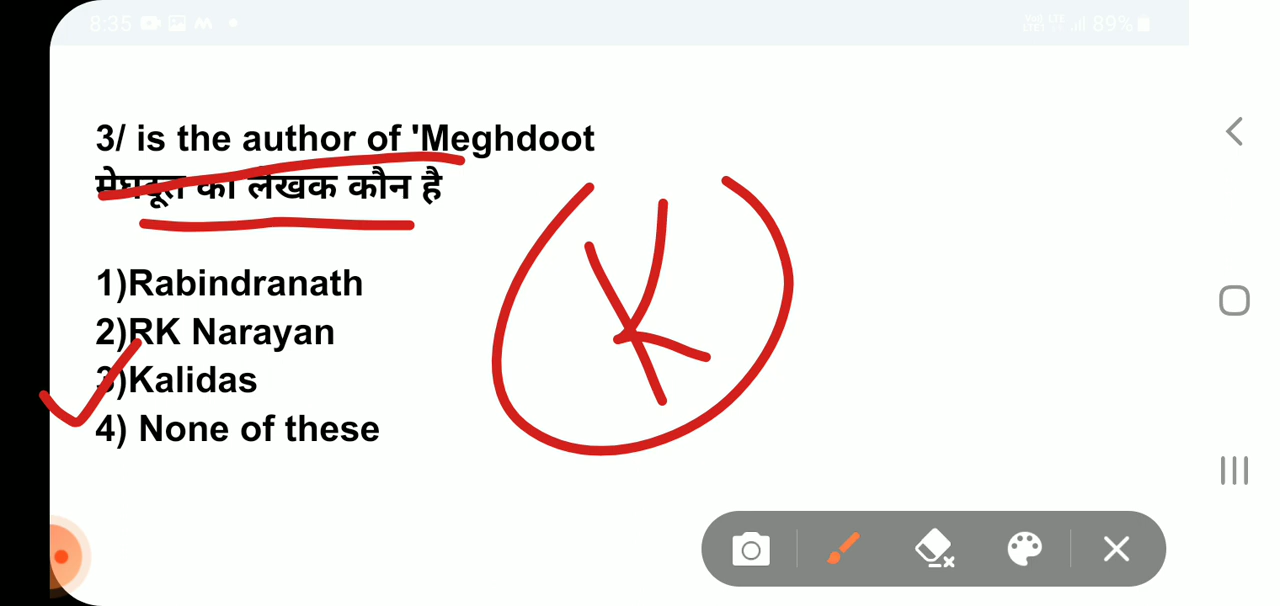 8:35
89%
3/ is the author of 'Meghdoot
मेघदूत का लेखक कौन है
1)Rabindranath
2)RK Narayan
3)Kalidas
4) None of these
K